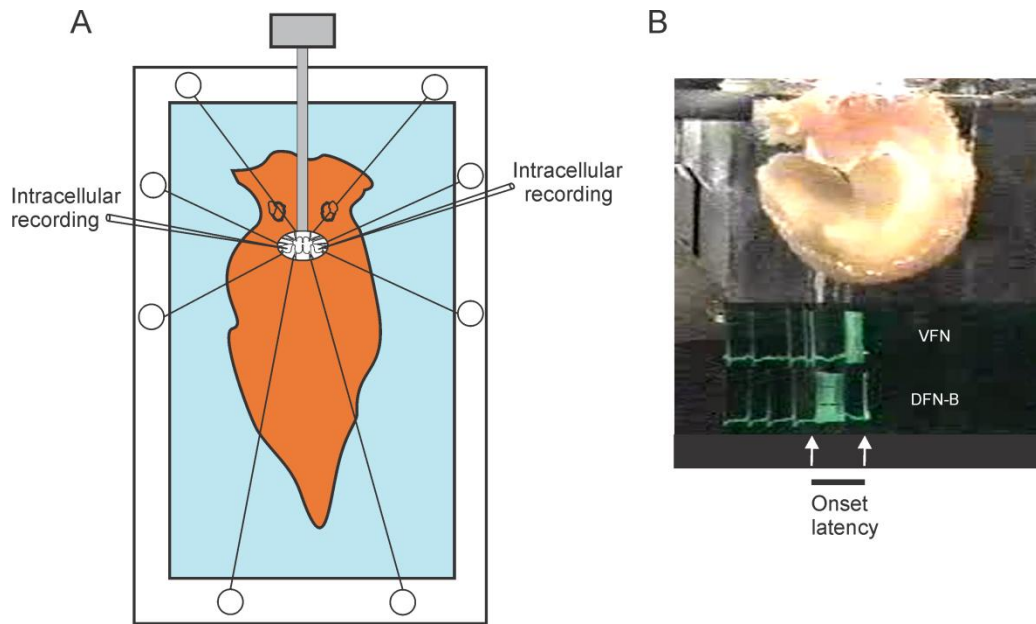 A
B
Intracellular
recording
Intracellular
recording
VFN
DFN-B
Onset
latency